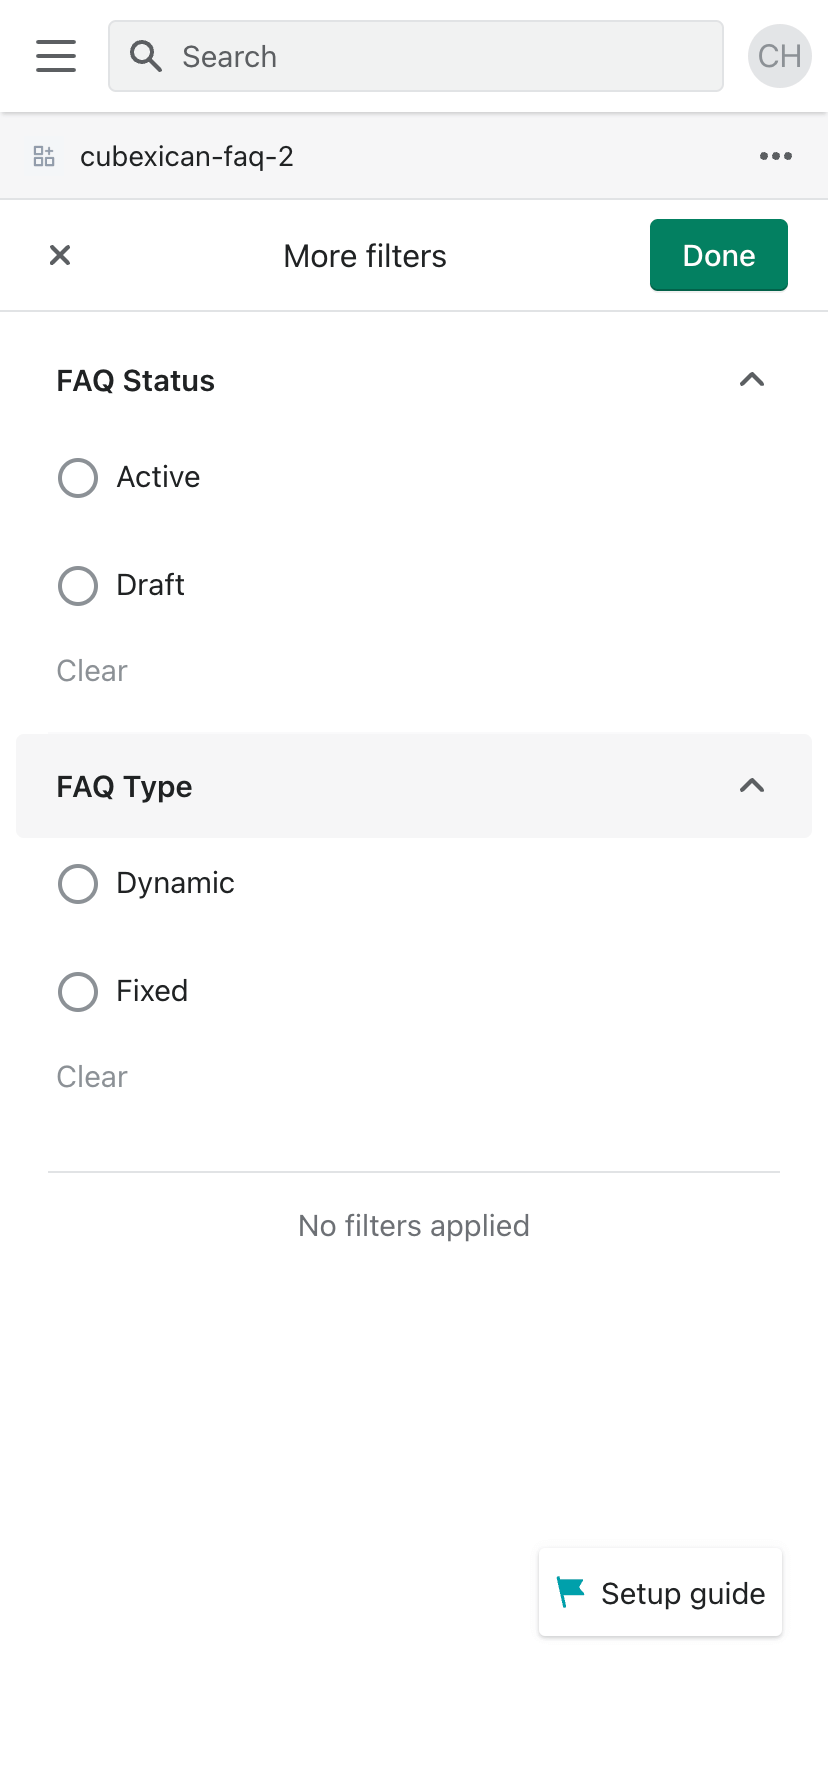 Search
CH
cubexican-faq-2
More filters
Done
FAQ Status
Active
Draft
Clear
FAQ Type
Dynamic
Fixed
Clear
No filters applied
Setup guide